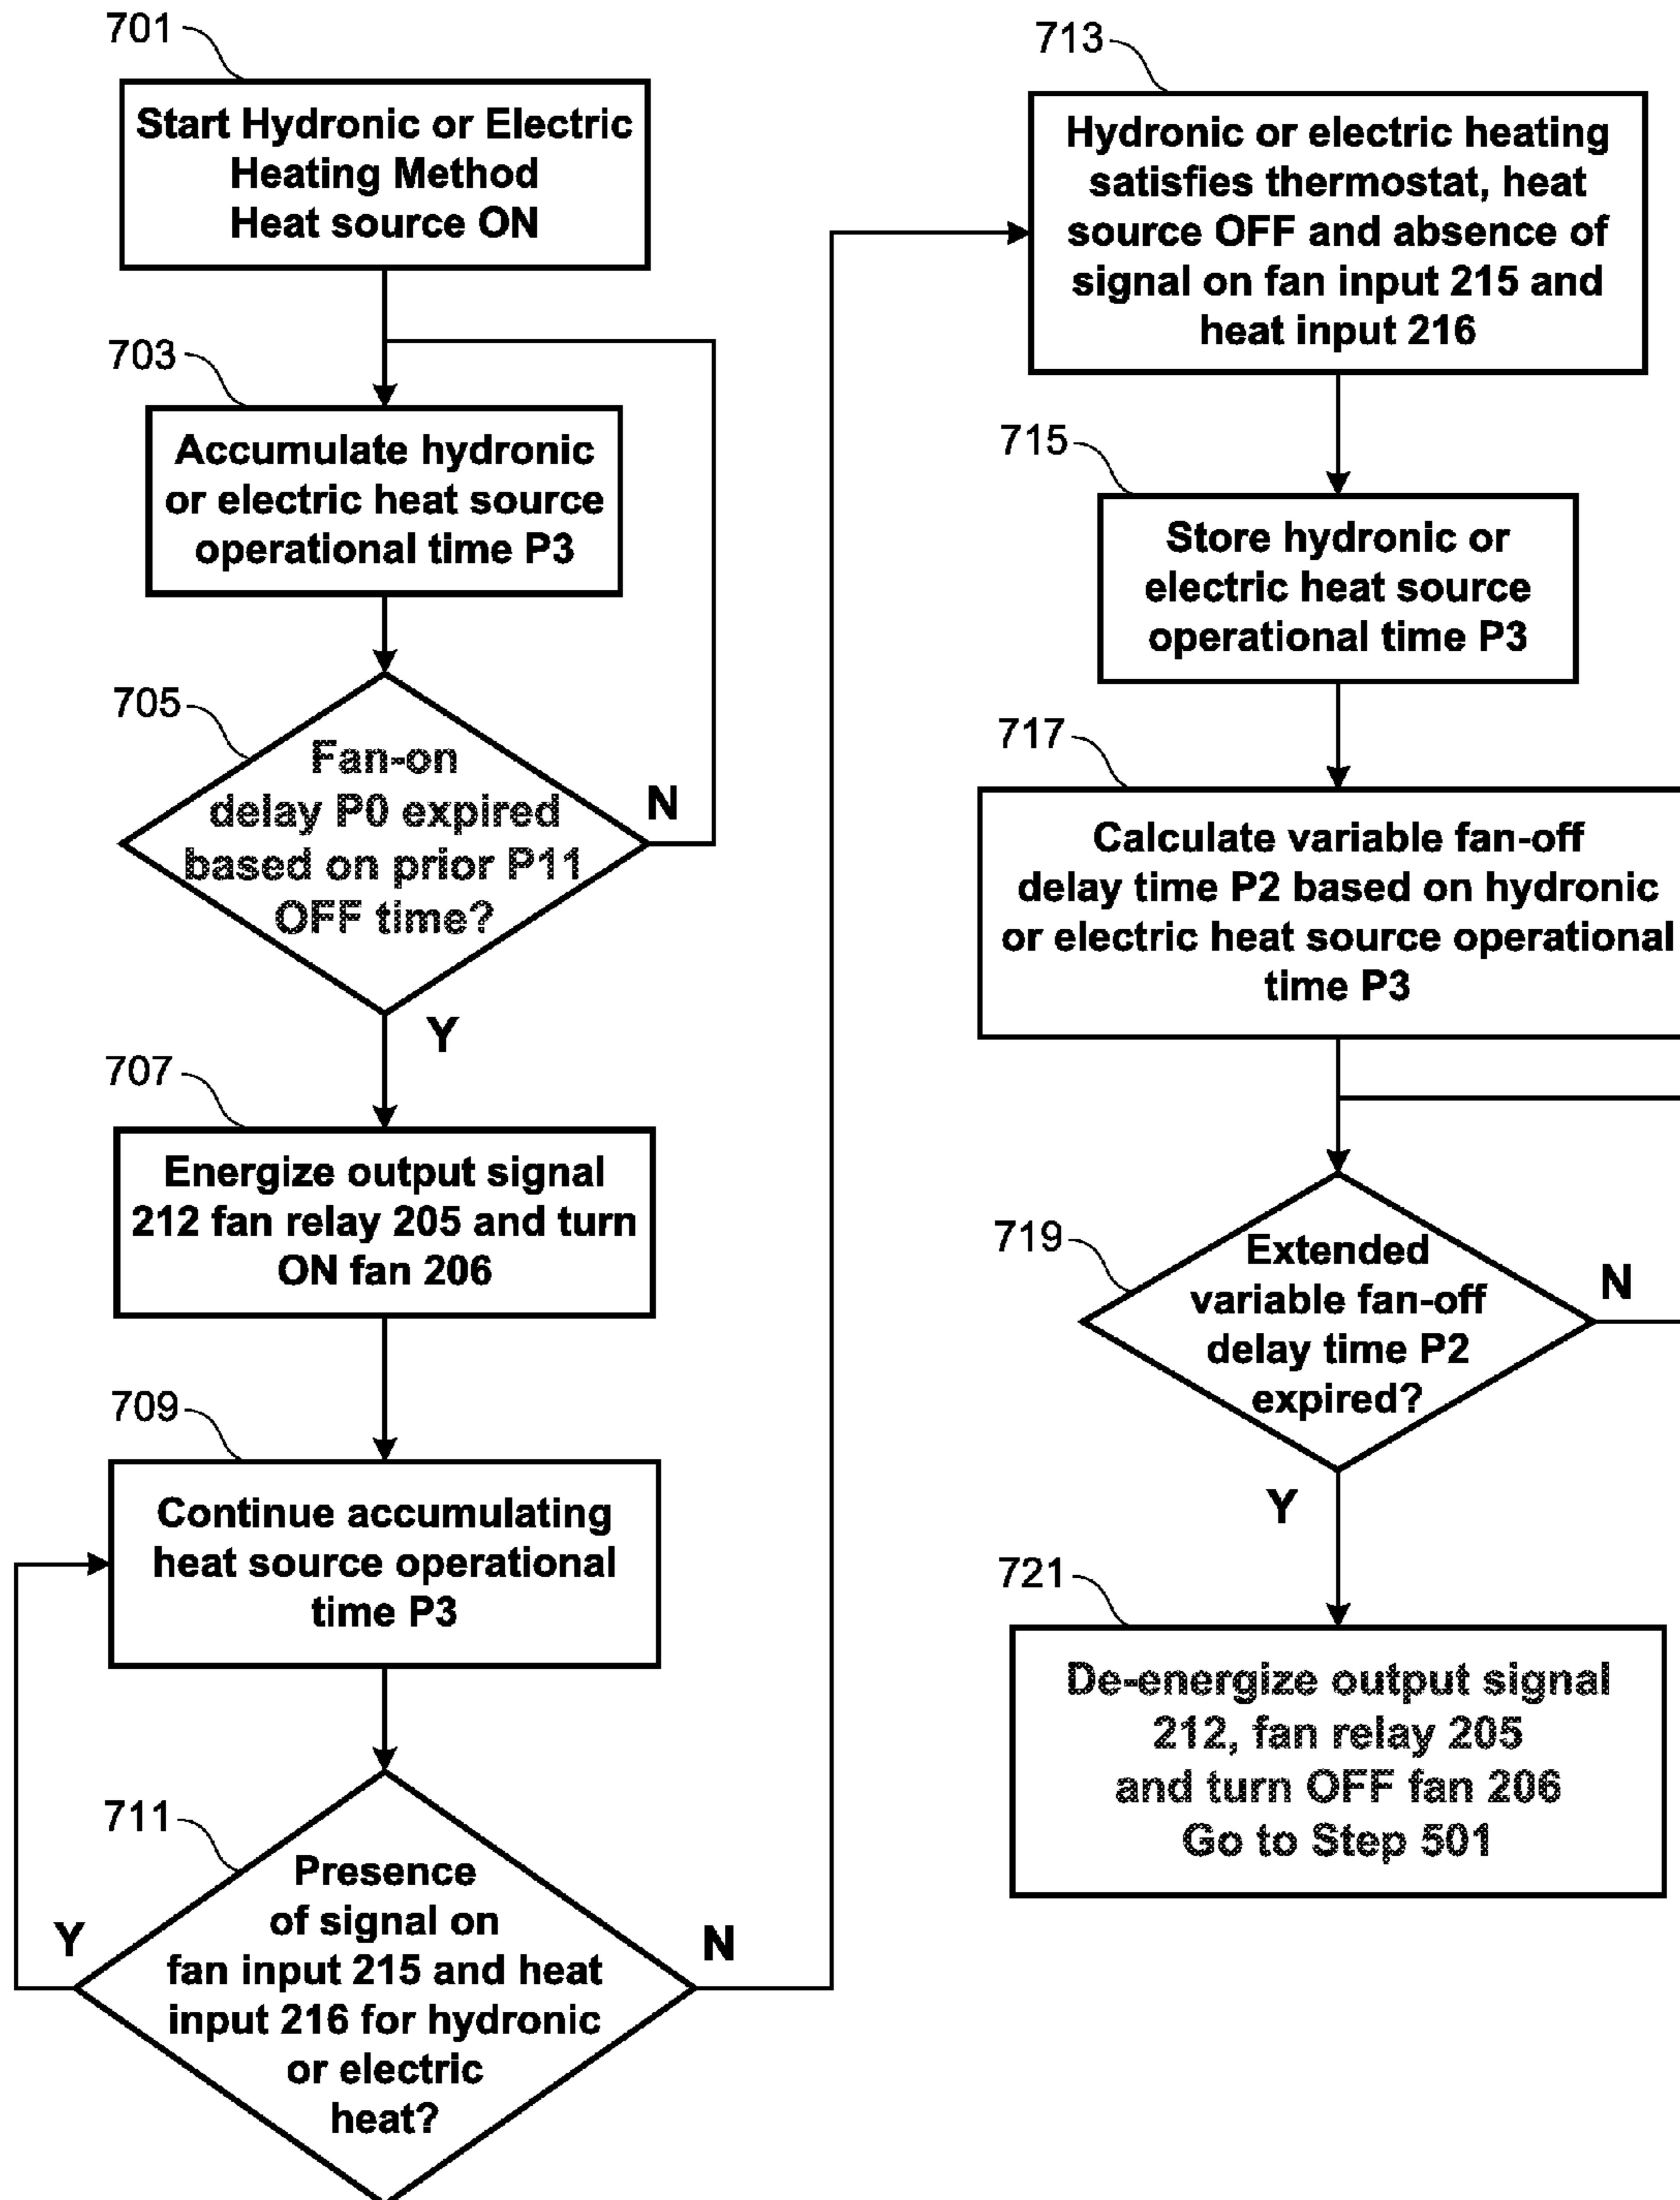 701
Start Hydronic or Electric
Heating Method
Heat source ON
703
Accumulate hydronic
or electric heat source
operational time P3
705
Fan-on
delay P0 expired
based on prior P11
OFF time?
N
Y
707
Energize output signal
212 fan relay 205 and turn
ON fan 206
709
Continue accumulating
heat source operational
time P3
711
Presence
of signal on
fan input 215 and heat
input 216 for hydronic
or electric
heat?
Y
N
713
Hydronic or electric heating
satisfies thermostat, heat
source OFF and absence of
signal on fan input 215 and
heat input 216
715
Store hydronic or
electric heat source
operational time P3
717
Calculate variable fan-off
delay time P2 based on hydronic
or electric heat source operational
time P3
719
Extended
variable fan-off
delay time P2
expired?
N
Y
721
De-energize output signal
212, fan relay 205
and turn OFF fan 206
Go to Step 501